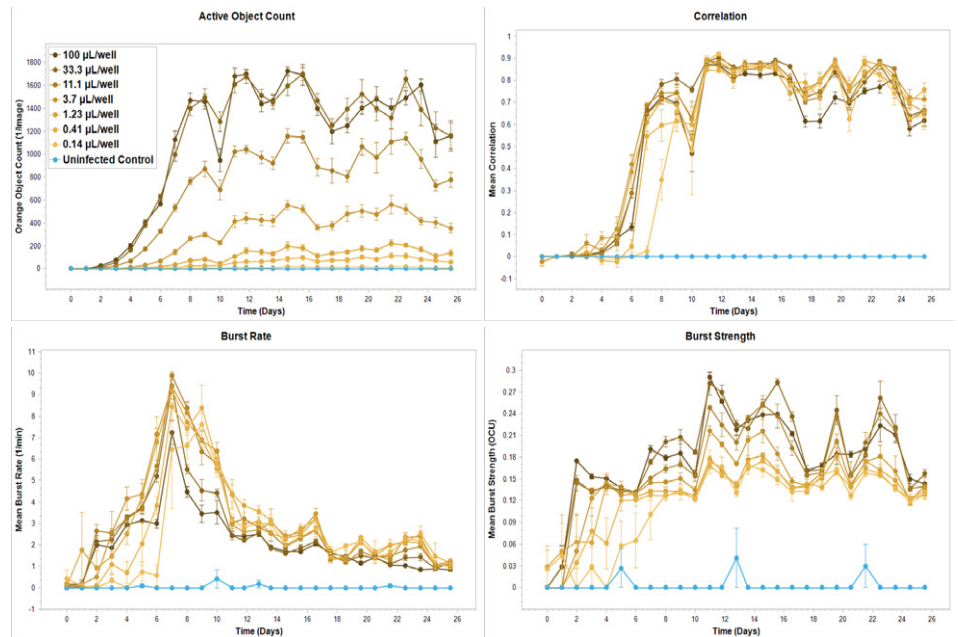 Active Object Count
Orange Object Count (1/Image)
1800
1600
1400
1200
1000
800
600
400
200
0
100 µL/well
33.3 µL/well
11.1 µL/well
3.7 µL/well
1.23 µL/well
0.41 µL/well
0.14 µL/well
Uninfected Control
0 2 4 6 8 10 12 14 16 18 20 22 24 26
Time (Days)
Correlation
Mean Correlation
1
0.9
0.8
0.7
0.6
0.5
0.4
0.3
0.2
0.1
0
-0.1
0 2 4 6 8 10 12 14 16 18 20 22 24 26
Time (Days)
Burst Rate
Mean Burst Rate (1/min)
11
10
9
8
7
6
5
4
3
2
1
0
-1
0 2 4 6 8 10 12 14 16 18 20 22 24 26
Time (Days)
Burst Strength
Mean Burst Strength (OCU)
0.3
0.27
0.24
0.21
0.18
0.15
0.12
0.09
0.06
0.03
0
0 2 4 6 8 10 12 14 16 18 20 22 24 26
Time (Days)